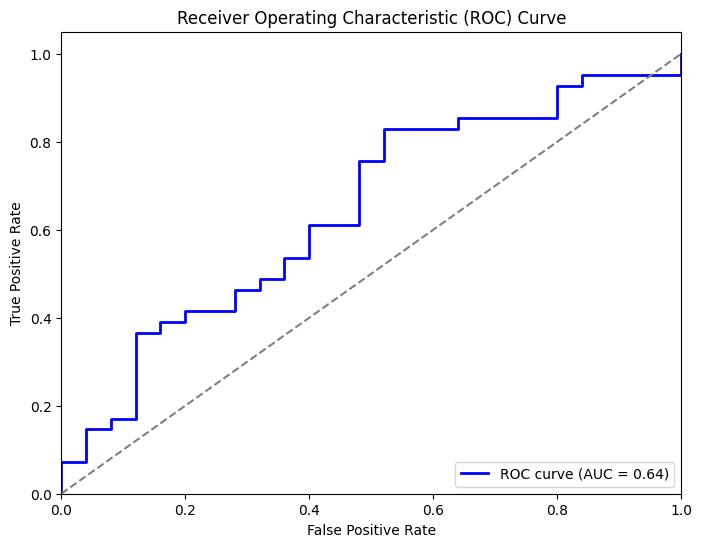 Receiver Operating Characteristic (ROC) Curve
1.0
0.8
0.6
0.4
0.2
0.0
True Positive Rate
ROC curve (AUC = 0.64)
0.0 0.2 0.4 0.6 0.8 1.0
False Positive Rate